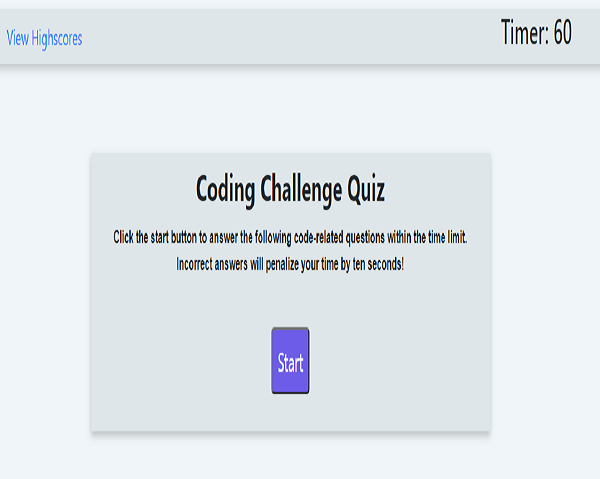 View Highscores
Timer: 60
Coding Challenge Quiz
Click the start button to answer the following code-related questions within the time limit.
Incorrect answers will penalize your time by ten seconds!
Start